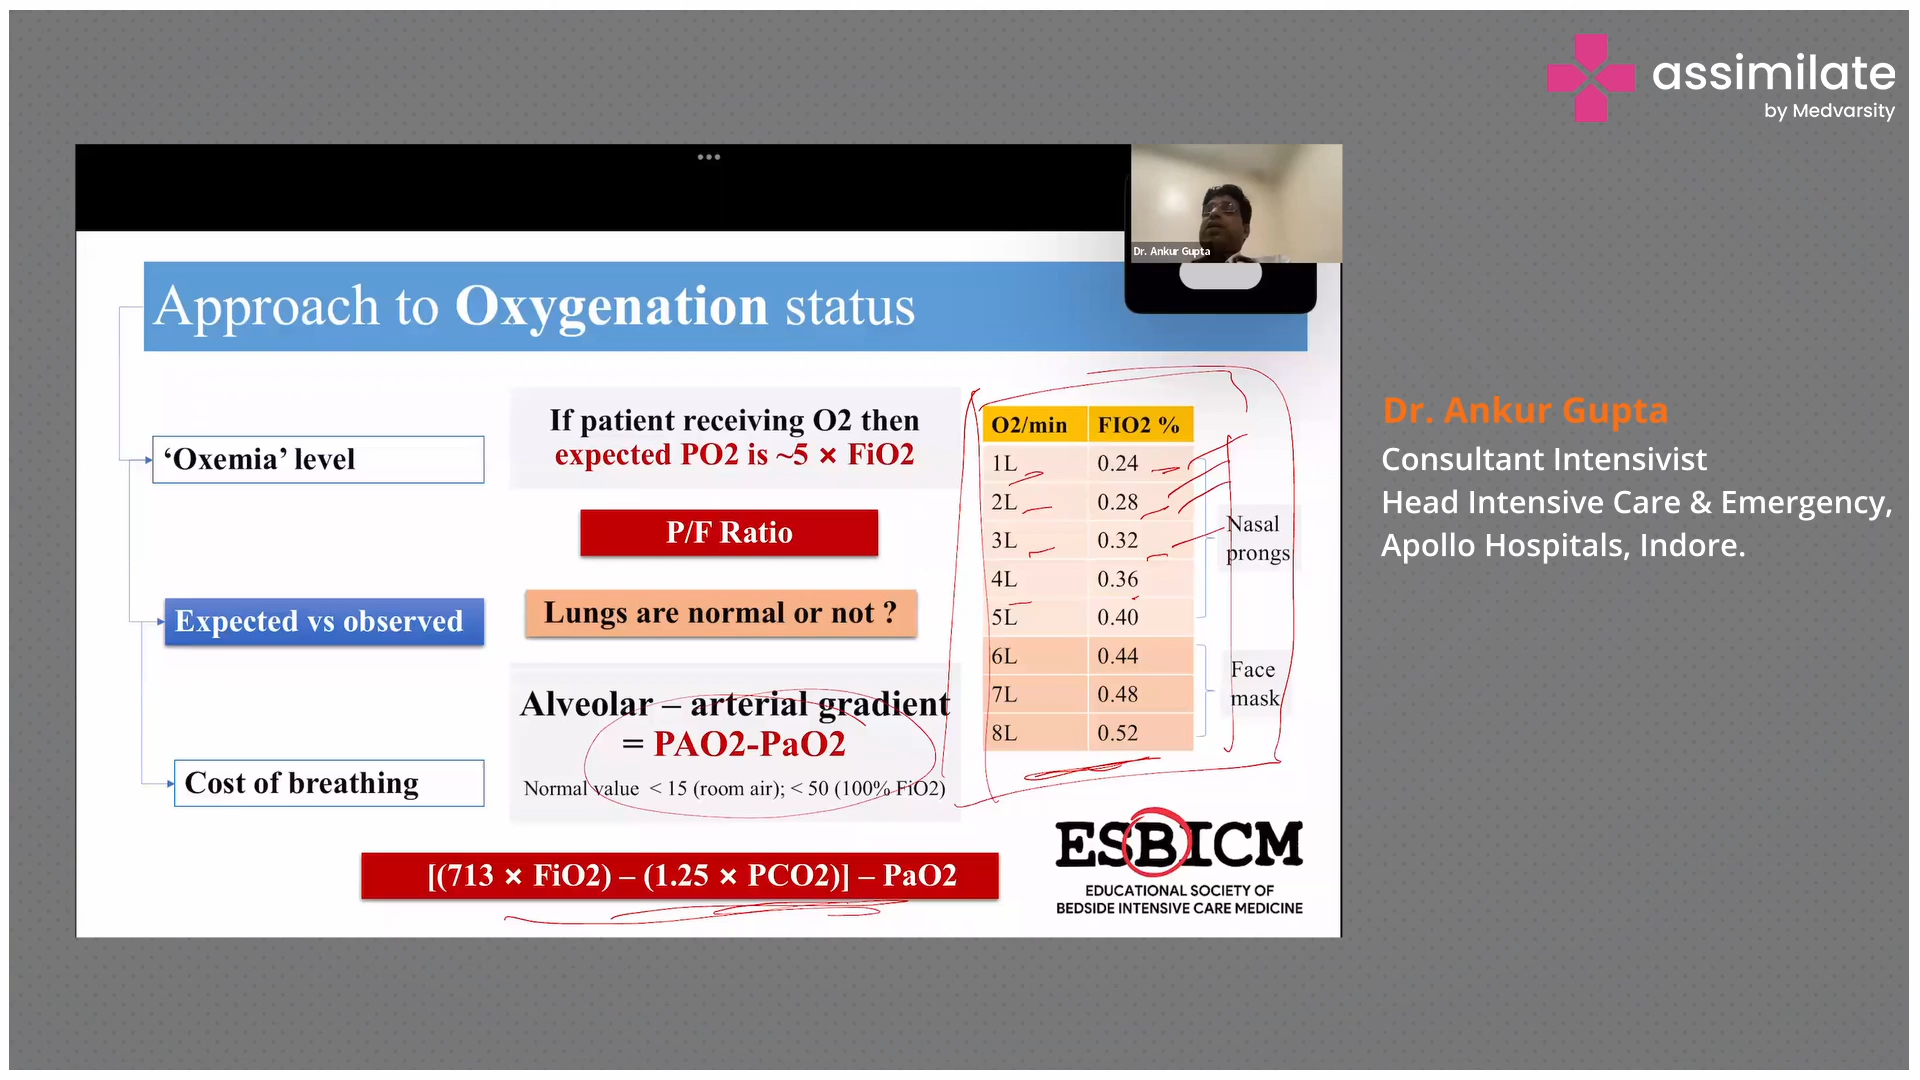 assimilate
by Medvarsity
Dr. Ankur Gupta
Approach to Oxygenation status
‘Oxemia’ level
Expected vs observed
Cost of breathing
If patient receiving O2 then
expected PO2 is ~5 × FiO2
P/F Ratio
Lungs are normal or not ?
Alveolar – arterial gradient
= PAO2-PaO2
Normal value < 15 (room air); < 50 (100% FiO2)
[(713 × FiO2) – (1.25 × PCO2)] – PaO2
O2/min FIO2 %
1L 0.24
2L 0.28
3L 0.32
4L 0.36
5L 0.40
6L 0.44
7L 0.48
8L 0.52
Nasal
prongs
Face
mask
ESBICM
EDUCATIONAL SOCIETY OF
BEDSIDE INTENSIVE CARE MEDICINE
Dr. Ankur Gupta
Consultant Intensivist
Head Intensive Care & Emergency,
Apollo Hospitals, Indore.